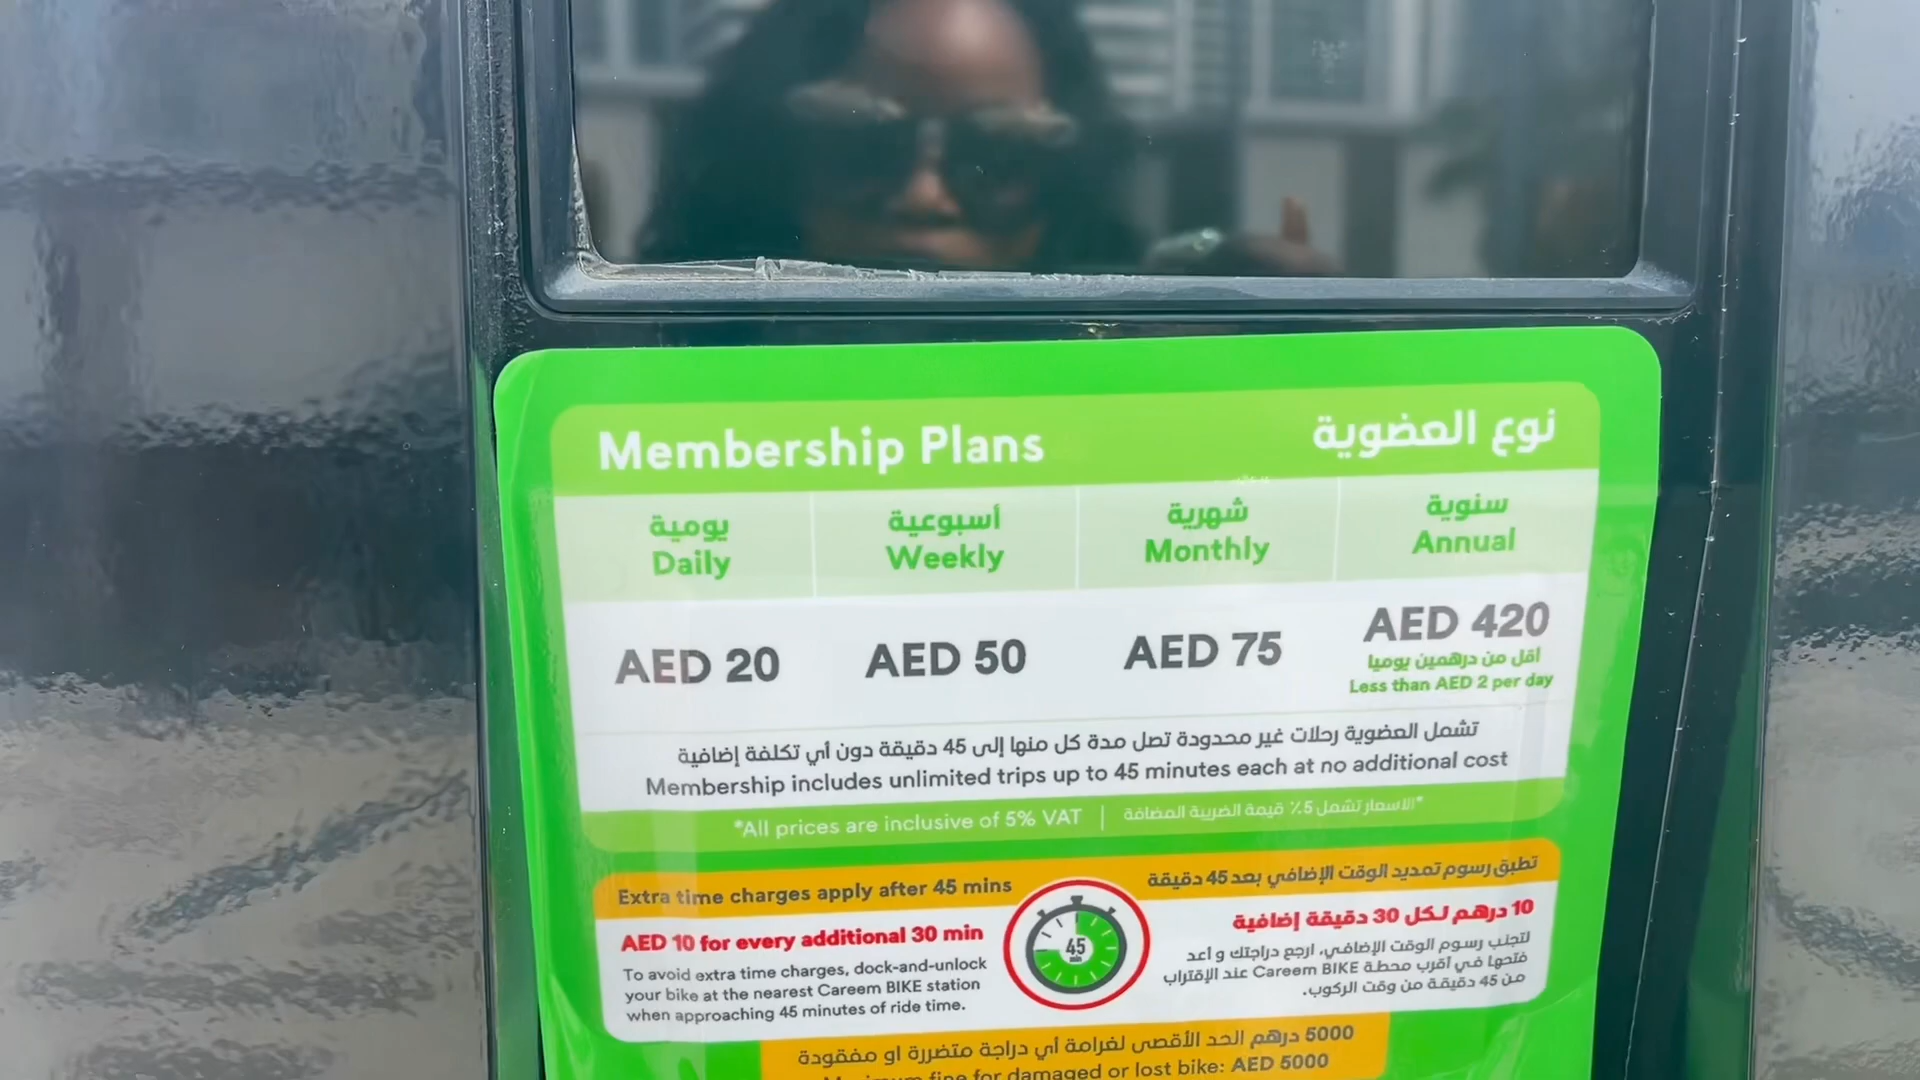 Membership Plans
نوع العضوية
يومية
Daily
أسبوعية
Weekly
شهرية
Monthly
سنوية
Annual
AED 20
AED 50
AED 75
AED 420
أقل من درهمين يوميا
Less than AED 2 per day
تشمل العضوية رحلات غير محدودة تصل مدة كل منها إلى 45 دقيقة دون أي تكلفة إضافية
Membership includes unlimited trips up to 45 minutes each at no additional cost
*All prices are inclusive of 5% VAT | *الاسعار تشمل 5٪ قيمة الضريبة المضافة
Extra time charges apply after 45 mins
AED 10 for every additional 30 min
To avoid extra time charges, dock-and-unlock
your bike at the nearest Careem BIKE station
when approaching 45 minutes of ride time.
45
min
تطبق رسوم تمديد الوقت الإضافي بعد 45 دقيقة
10 درهم لكل 30 دقيقة إضافية
لتجنب رسوم الوقت الإضافي، ارجع دراجتك و أعد
فتحها في أقرب محطة Careem BIKE عند الإقتراب
من 45 دقيقة من وقت الركوب.
5000 درهم الحد الأقصى لغرامة أي دراجة متضررة او مفقودة
Maximum fine for damaged or lost bike: AED 5000